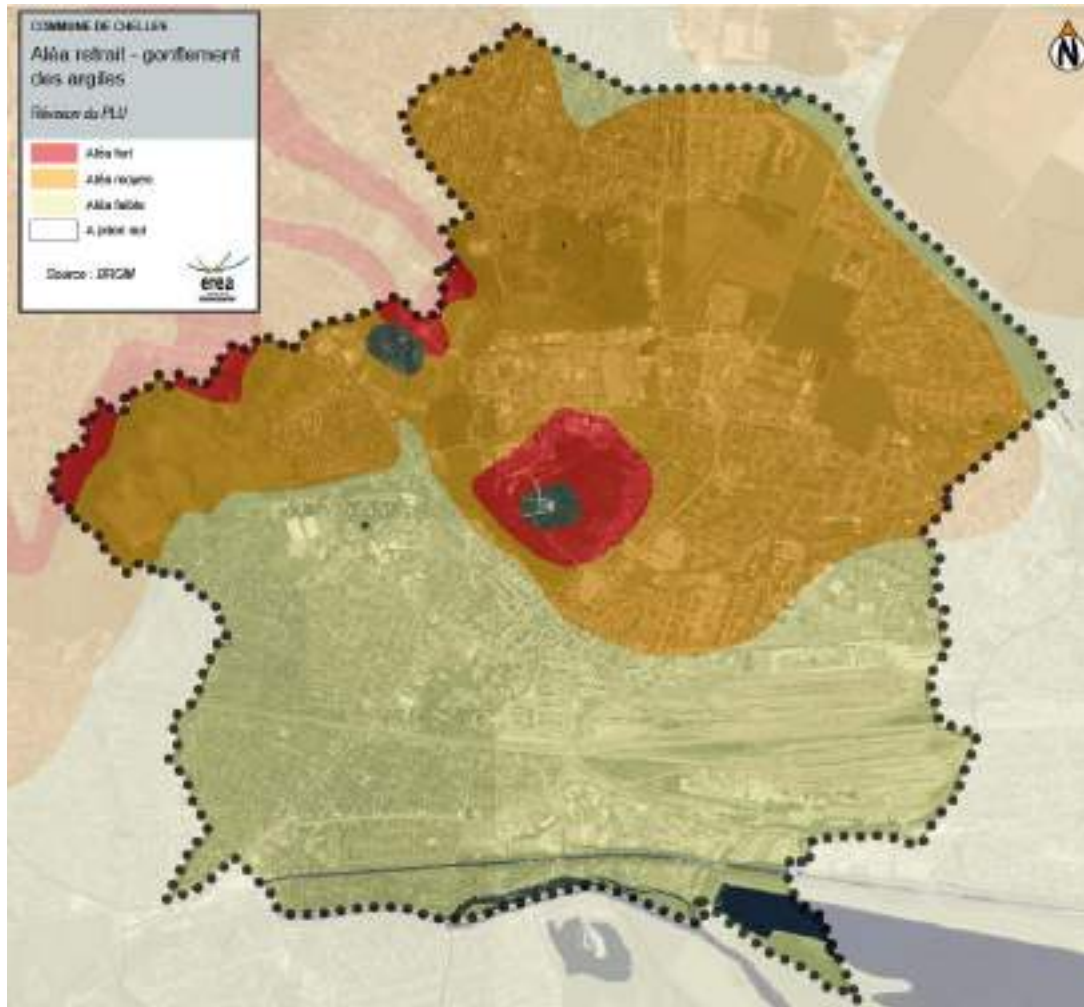 COMMUNE DE CHELLES
Aléa retrait - gonflement
des argiles
Révision du PLU
Aléa fort
Aléa moyen
Aléa faible
A priori nul
Source : BRGM
erea
N